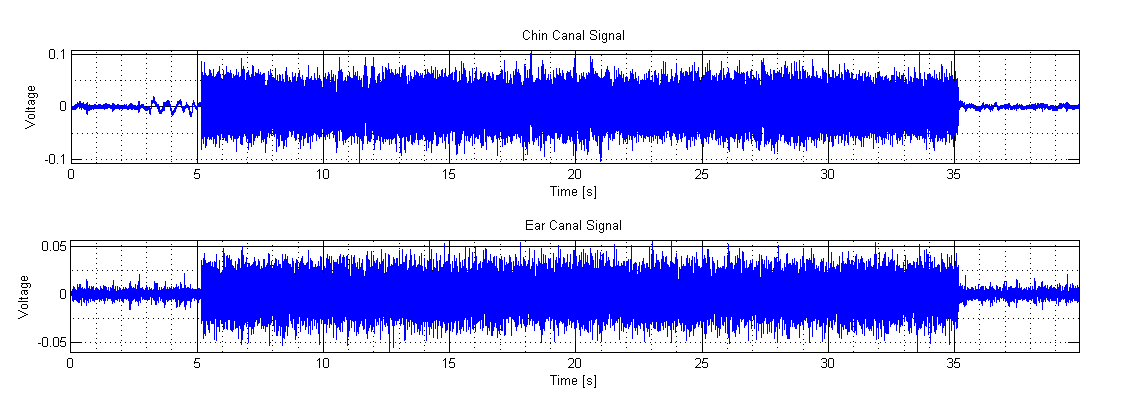 Chin Canal Signal
Voltage
0.1
0
-0.1
0 5 10 15 20 25 30 35
Time [s]
Ear Canal Signal
Voltage
0.05
0
-0.05
0 5 10 15 20 25 30 35
Time [s]